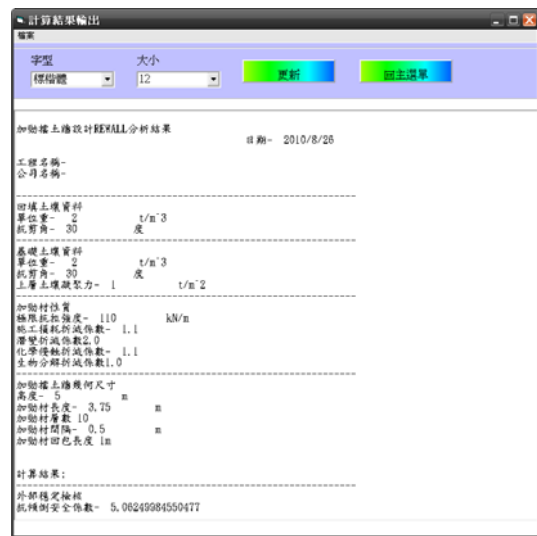 計算結果輸出
檔案
字型 大小
標楷體 12 更新 回主選單
加勁擋土牆設計REWALL分析結果
日期- 2010/8/26
工程名稱-
公司名稱-
回填土壤資料
單位重- 2 t/m^3
抗剪角- 30 度
基礎土壤資料
單位重- 2 t/m^3
抗剪角- 30 度
土層土壤凝聚力- 1 t/m^2
加勁材性質
極限抗拉強度- 110 kN/m
施工損耗折減係數- 1.1
潛變折減係數2.0
化學侵蝕折減係數- 1.1
生物分解折減係數1.0
加勁擋土牆幾何尺寸
高度- 5 m
加勁材長度- 3.75 m
加勁材層數 10
加勁材間隔- 0.5 m
加勁材回包長度 1m
計算結果:
外部穩定檢核
抗傾倒安全係數- 5.06249984550477